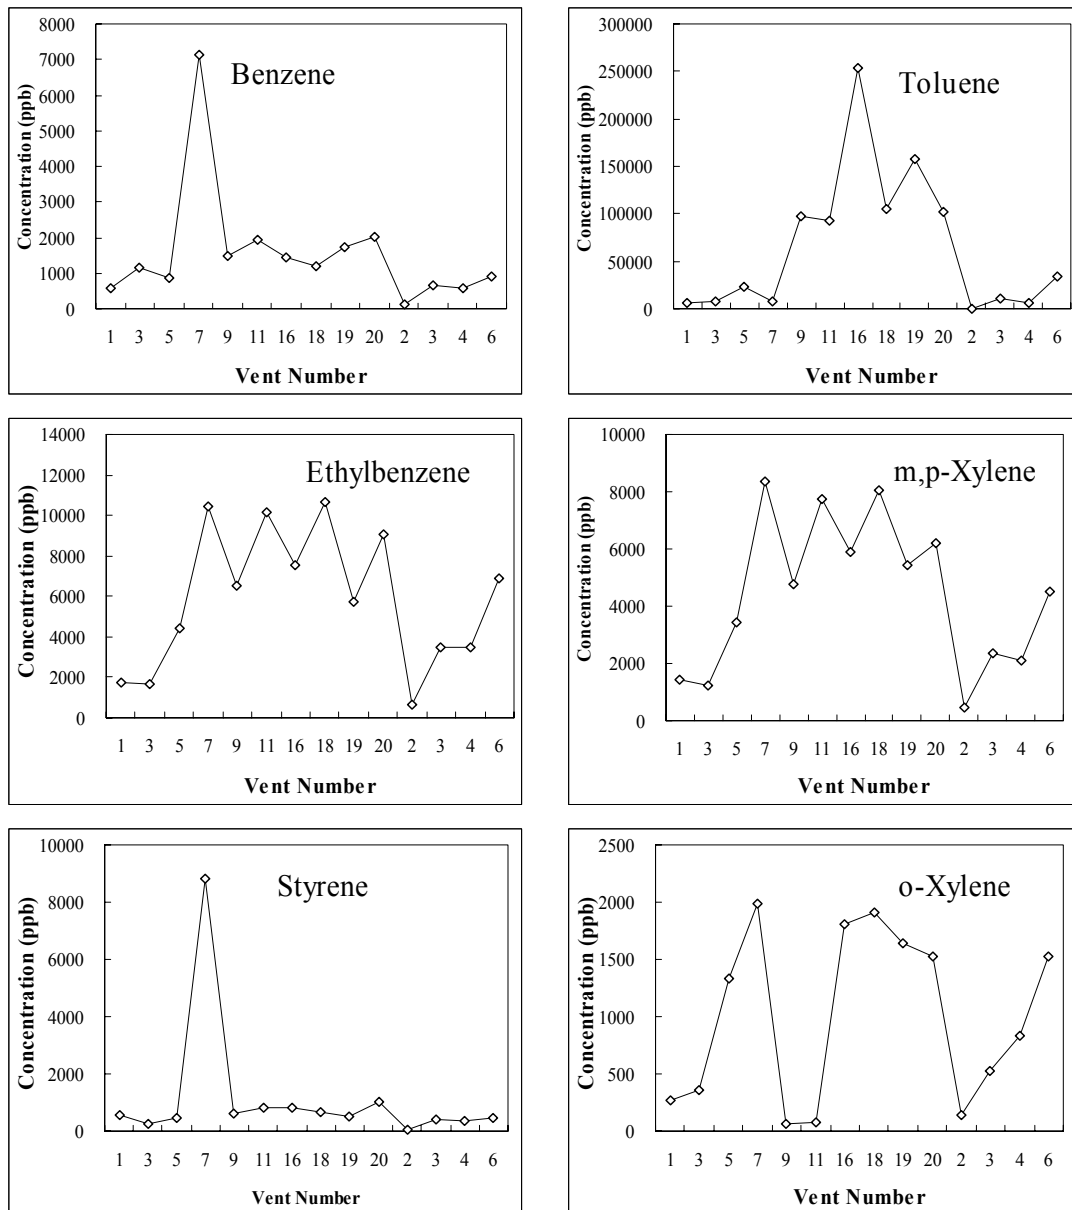 Benzene
Concentration (ppb)
8000
7000
6000
5000
4000
3000
2000
1000
0
1 3 5 7 9 11 16 18 19 20 2 3 4 6
Vent Number
Toluene
Concentration (ppb)
300000
250000
200000
150000
100000
50000
0
1 3 5 7 9 11 16 18 19 20 2 3 4 6
Vent Number
Ethylbenzene
Concentration (ppb)
14000
12000
10000
8000
6000
4000
2000
0
1 3 5 7 9 11 16 18 19 20 2 3 4 6
Vent Number
m,p-Xylene
Concentration (ppb)
10000
8000
6000
4000
2000
0
1 3 5 7 9 11 16 18 19 20 2 3 4 6
Vent Number
Styrene
Concentration (ppb)
10000
8000
6000
4000
2000
0
1 3 5 7 9 11 16 18 19 20 2 3 4 6
Vent Number
o-Xylene
Concentration (ppb)
2500
2000
1500
1000
500
0
1 3 5 7 9 11 16 18 19 20 2 3 4 6
Vent Number